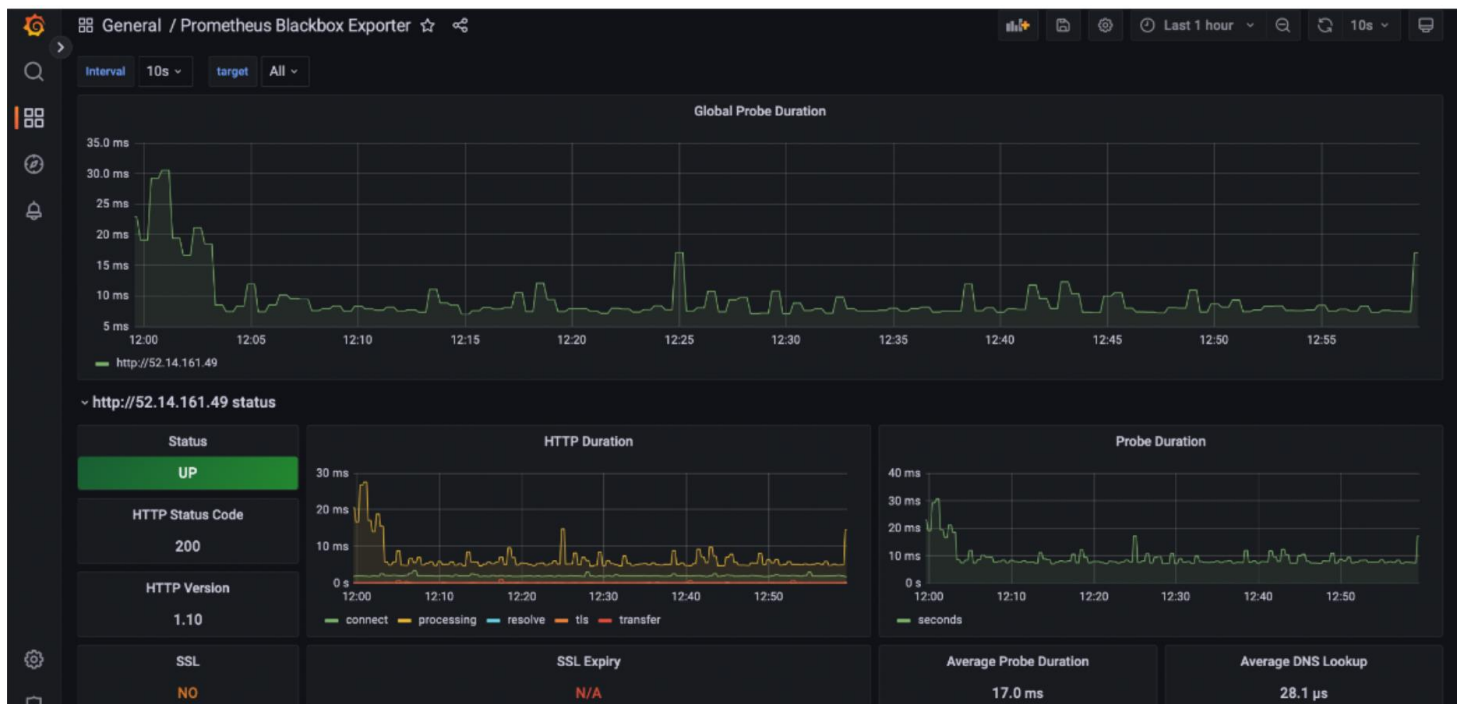 General / Prometheus Blackbox Exporter
Last 1 hour
10s
Interval 10s target All
Global Probe Duration
35.0 ms
30.0 ms
25 ms
20 ms
15 ms
10 ms
5 ms
12:00 12:05 12:10 12:15 12:20 12:25 12:30 12:35 12:40 12:45 12:50 12:55
http://52.14.161.49
http://52.14.161.49 status
Status
UP
HTTP Status Code
200
HTTP Version
1.10
HTTP Duration
30 ms
20 ms
10 ms
0 s
12:00 12:10 12:20 12:30 12:40 12:50
connect processing resolve tls transfer
Probe Duration
40 ms
30 ms
20 ms
10 ms
0 s
12:00 12:10 12:20 12:30 12:40 12:50
seconds
SSL
NO
SSL Expiry
N/A
Average Probe Duration
17.0 ms
Average DNS Lookup
28.1 µs